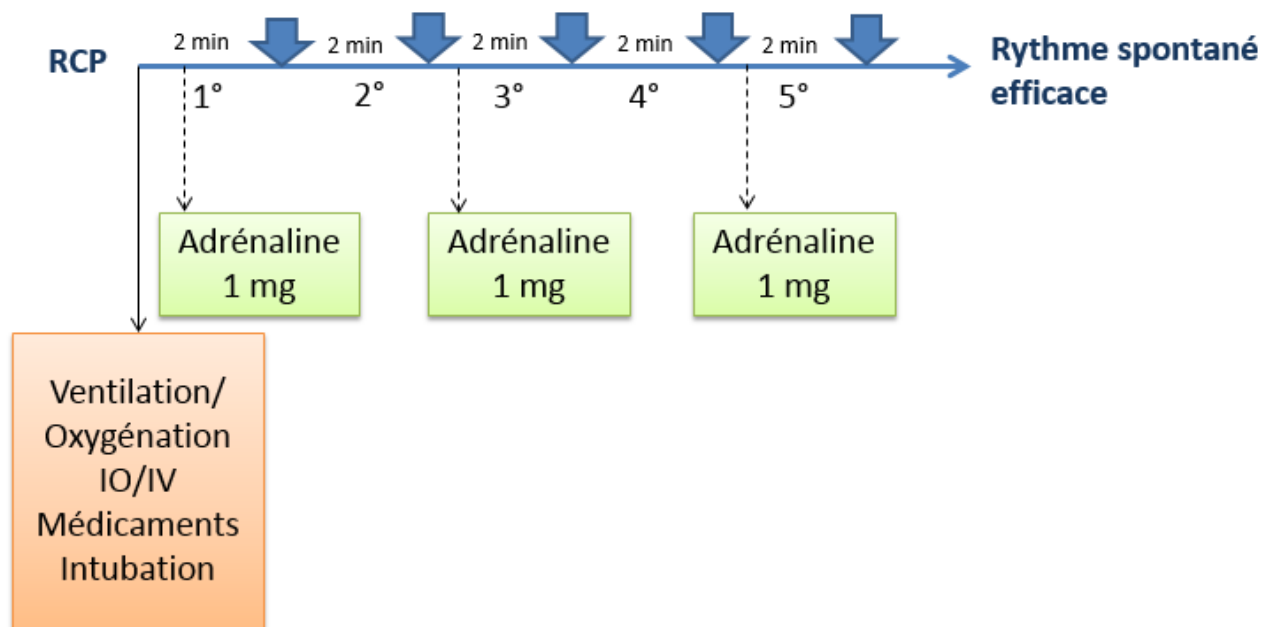 RCP
2 min
2 min
2 min
2 min
2 min
Rythme spontané
efficace
1°
2°
3°
4°
5°
Adrénaline
1 mg
Adrénaline
1 mg
Adrénaline
1 mg
Ventilation/
Oxygénation
IO/IV
Médicaments
Intubation